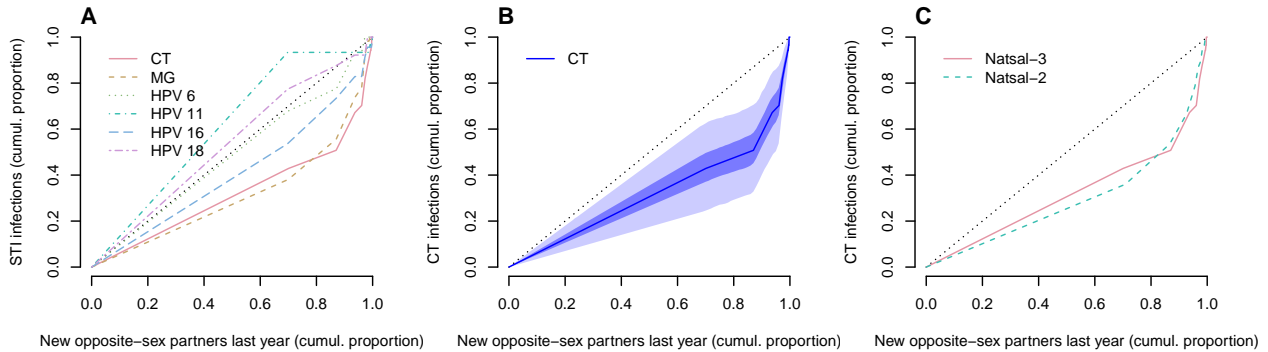 A
STI infections (cumul. proportion)
0.0 0.2 0.4 0.6 0.8 1.0
CT
MG
HPV 6
HPV 11
HPV 16
HPV 18
0.0 0.2 0.4 0.6 0.8 1.0
New opposite−sex partners last year (cumul. proportion)
B
CT infections (cumul. proportion)
0.0 0.2 0.4 0.6 0.8 1.0
CT
0.0 0.2 0.4 0.6 0.8 1.0
New opposite−sex partners last year (cumul. proportion)
C
CT infections (cumul. proportion)
0.0 0.2 0.4 0.6 0.8 1.0
Natsal−3
Natsal−2
0.0 0.2 0.4 0.6 0.8 1.0
New opposite−sex partners last year (cumul. proportion)